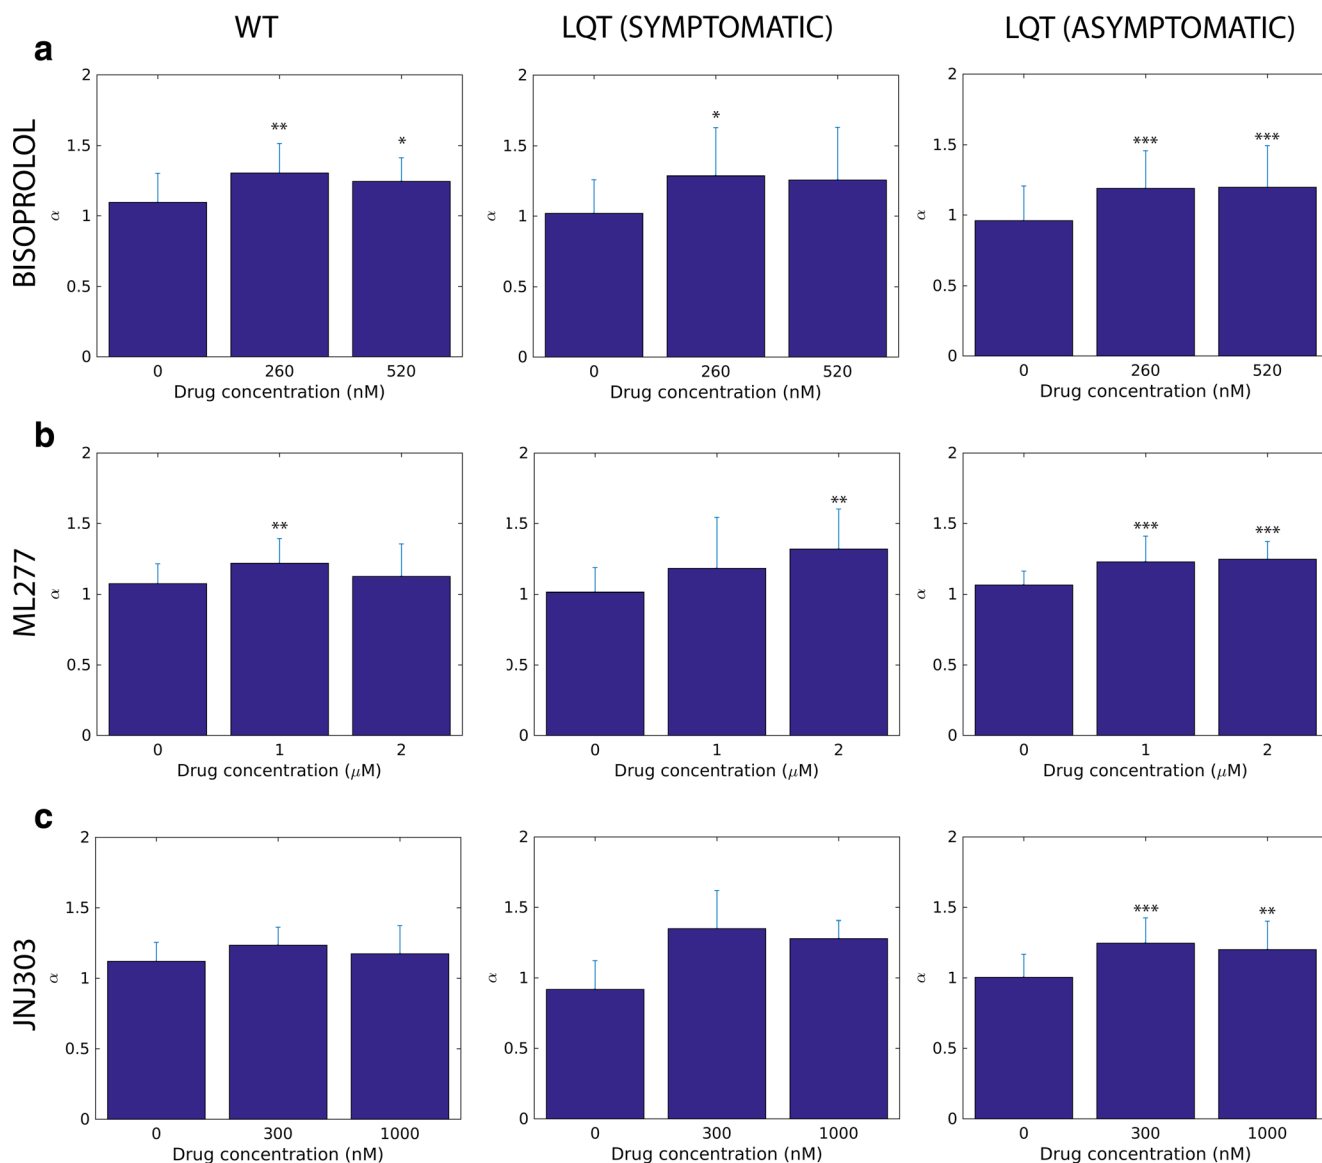 WT
LQT (SYMPTOMATIC)
LQT (ASYMPTOMATIC)
a
BISOPROLOL
2
1.5
1
0.5
0
α
** *
0 260 520
Drug concentration (nM)
2
1.5
1
0.5
0
α
*
0 260 520
Drug concentration (nM)
2
1.5
1
0.5
0
α
*** ***
0 260 520
Drug concentration (nM)
b
ML277
2
1.5
1
0.5
0
α
**
0 1 2
Drug concentration (μM)
2
1.5
1
0.5
0
α
**
0 1 2
Drug concentration (μM)
2
1.5
1
0.5
0
α
*** ***
0 1 2
Drug concentration (μM)
c
JNJ303
2
1.5
1
0.5
0
α
0 300 1000
Drug concentration (nM)
2
1.5
1
0.5
0
α
0 300 1000
Drug concentration (nM)
2
1.5
1
0.5
0
α
*** **
0 300 1000
Drug concentration (nM)